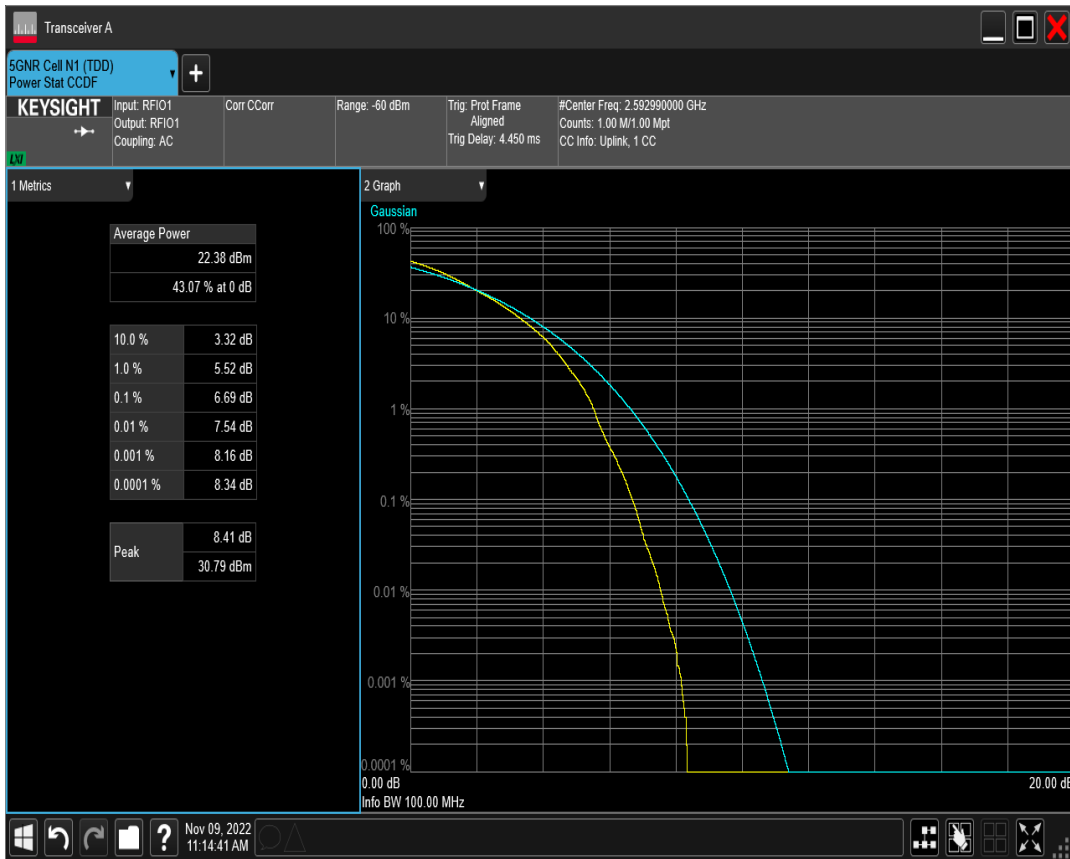 Transceiver A
5GNR Cell N1 (TDD)
Power Stat CCDF
+
KEYSIGHT
LXI
Input: RFIO1
Output: RFIO1
Coupling: AC
Corr CCorr
Range: -60 dBm
Trig: Prot Frame
Aligned
Trig Delay: 4.450 ms
#Center Freq: 2.592990000 GHz
Counts: 1.00 M/1.00 Mpt
CC Info: Uplink, 1 CC
1 Metrics
Average Power
22.38 dBm
43.07 % at 0 dB
10.0 % 3.32 dB
1.0 % 5.52 dB
0.1 % 6.69 dB
0.01 % 7.54 dB
0.001 % 8.16 dB
0.0001 % 8.34 dB
Peak
8.41 dB
30.79 dBm
2 Graph
Gaussian
100 %
10 %
1 %
0.1 %
0.01 %
0.001 %
0.0001 %
0.00 dB
20.00 dB
Info BW 100.00 MHz
?
Nov 09, 2022
11:14:41 AM